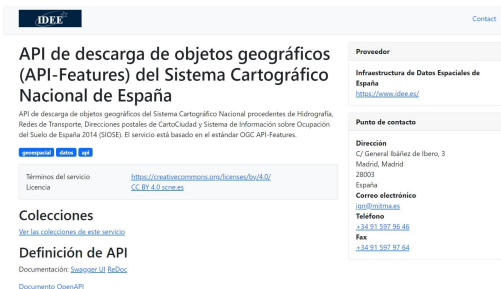 IDEE
Contact
API de descarga de objetos geográficos
(API-Features) del Sistema Cartográfico
Nacional de España
API de descarga de objetos geográficos del Sistema Cartográfico Nacional procedentes de Hidrografía,
Redes de Transporte, Direcciones postales de CartoCiudad y Sistema de Información sobre Ocupación
del Suelo de España 2014 (SIOSE). El servicio está basado en el estándar OGC API-Features.
geoespacial datos api
Términos del servicio https://creativecommons.org/licenses/by/4.0/
Licencia CC BY 4.0 scne.es
Colecciones
Ver las colecciones de este servicio
Definición de API
Documentación: Swagger UI ReDoc
Documento OpenAPI
Proveedor
Infraestructura de Datos Espaciales de
España
https://www.idee.es/
Punto de contacto
Dirección
C/ General Ibáñez de Ibero, 3
Madrid, Madrid
28003
España
Correo electrónico
ign@mitma.es
Teléfono
+34 91 597 96 46
Fax
+34 91 597 97 64